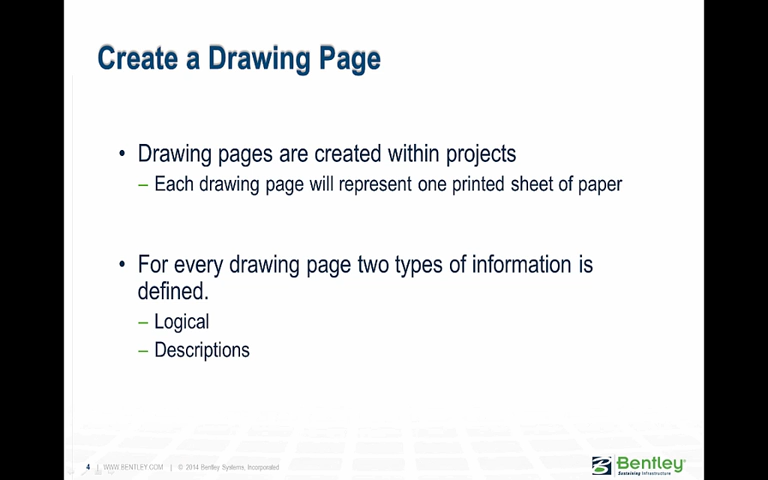 Create a Drawing Page
• Drawing pages are created within projects
– Each drawing page will represent one printed sheet of paper
• For every drawing page two types of information is
defined.
– Logical
– Descriptions
4 | WWW.BENTLEY.COM | © 2014 Bentley Systems, Incorporated
Bentley®
Sustaining Infrastructure